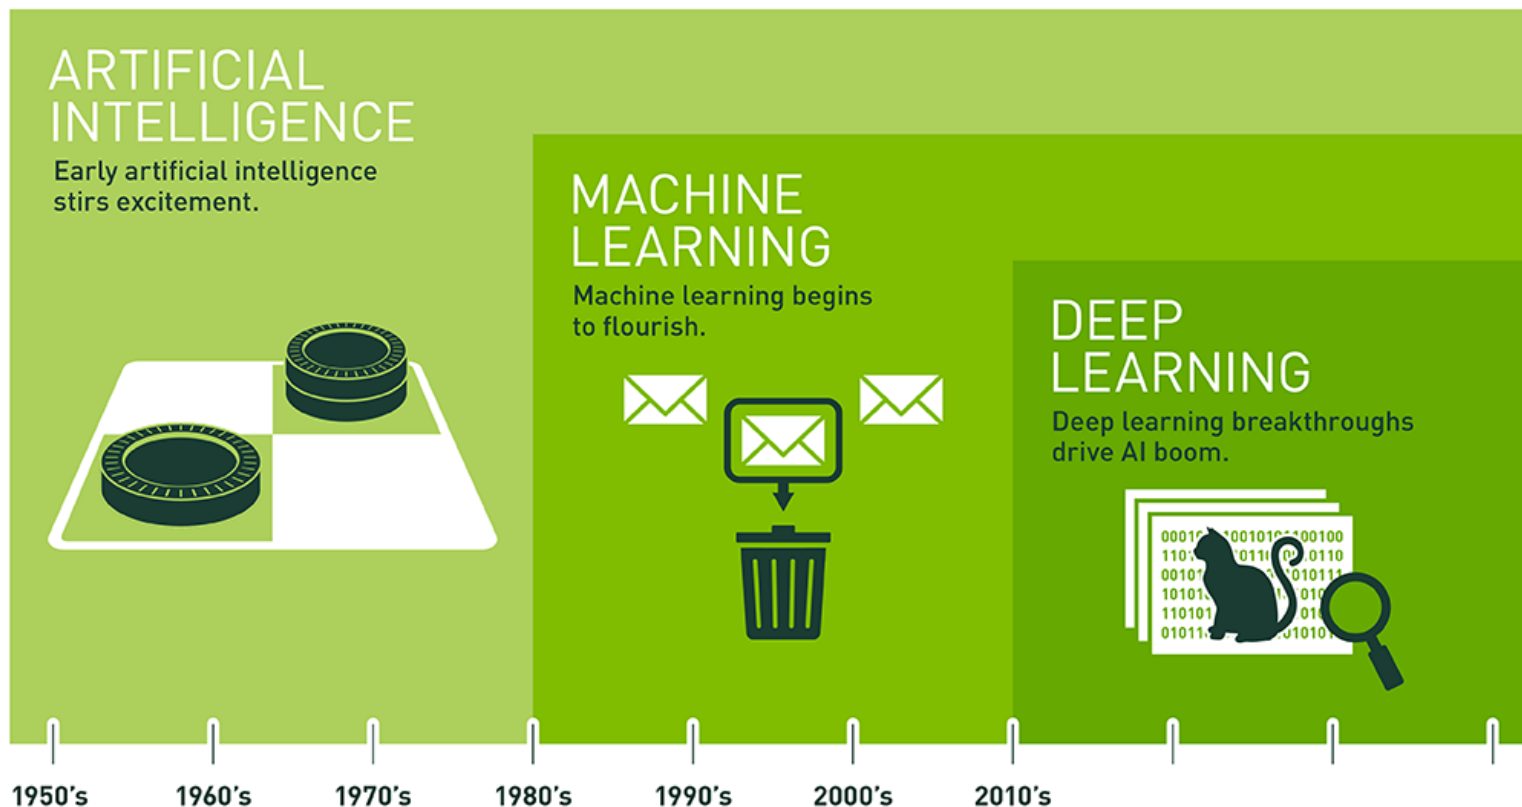 ARTIFICIAL
INTELLIGENCE
Early artificial intelligence
stirs excitement.
MACHINE
LEARNING
Machine learning begins
to flourish.
DEEP
LEARNING
Deep learning breakthroughs
drive AI boom.
1950's 1960's 1970's 1980's 1990's 2000's 2010's